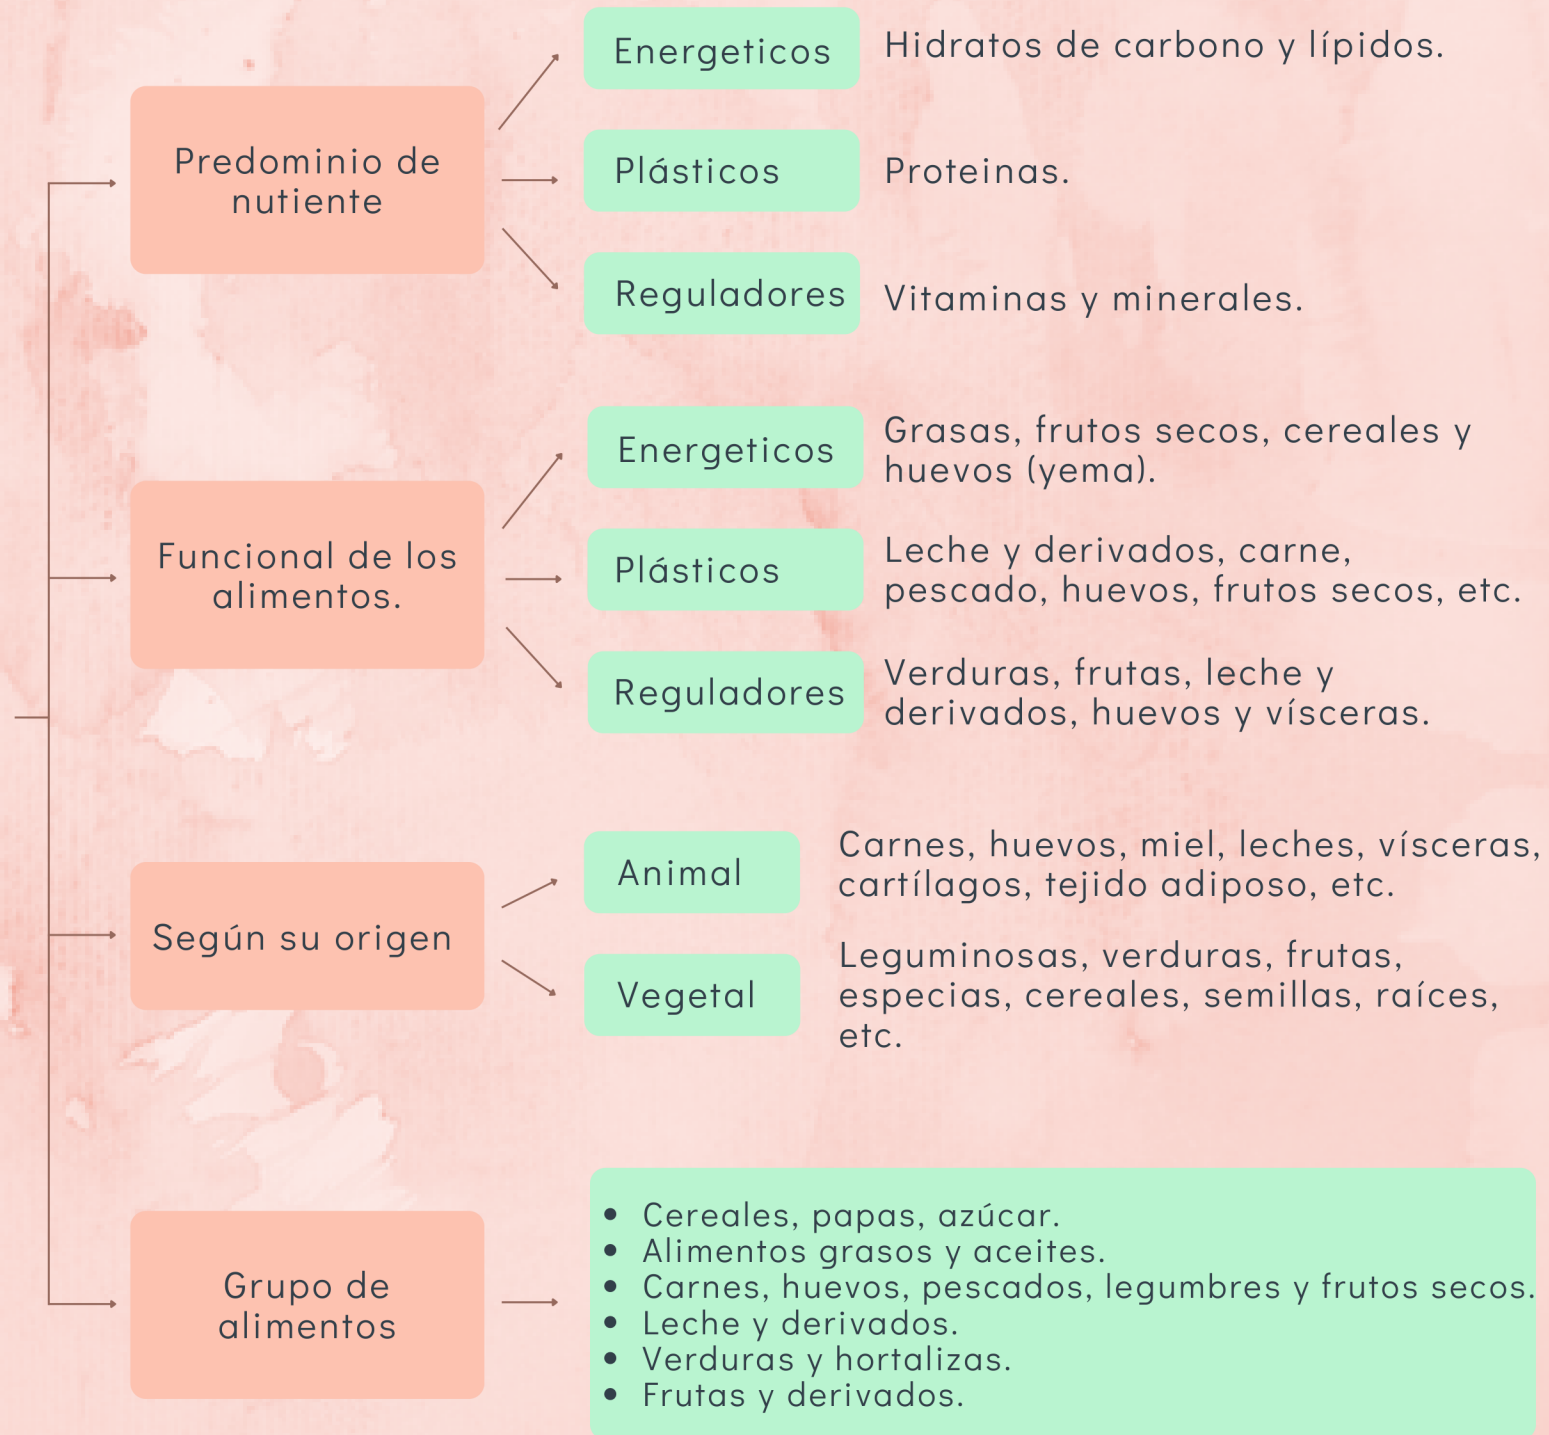 Predominio de
nutiente
Energeticos
Hidratos de carbono y lípidos.
Plásticos
Proteinas.
Reguladores
Vitaminas y minerales.
Funcional de los
alimentos.
Energeticos
Grasas, frutos secos, cereales y
huevos (yema).
Plásticos
Leche y derivados, carne,
pescado, huevos, frutos secos, etc.
Reguladores
Verduras, frutas, leche y
derivados, huevos y vísceras.
Según su origen
Animal
Carnes, huevos, miel, leches, vísceras,
cartílagos, tejido adiposo, etc.
Vegetal
Leguminosas, verduras, frutas,
especias, cereales, semillas, raíces,
etc.
Grupo de
alimentos
• Cereales, papas, azúcar.
• Alimentos grasos y aceites.
• Carnes, huevos, pescados, legumbres y frutos secos.
• Leche y derivados.
• Verduras y hortalizas.
• Frutas y derivados.